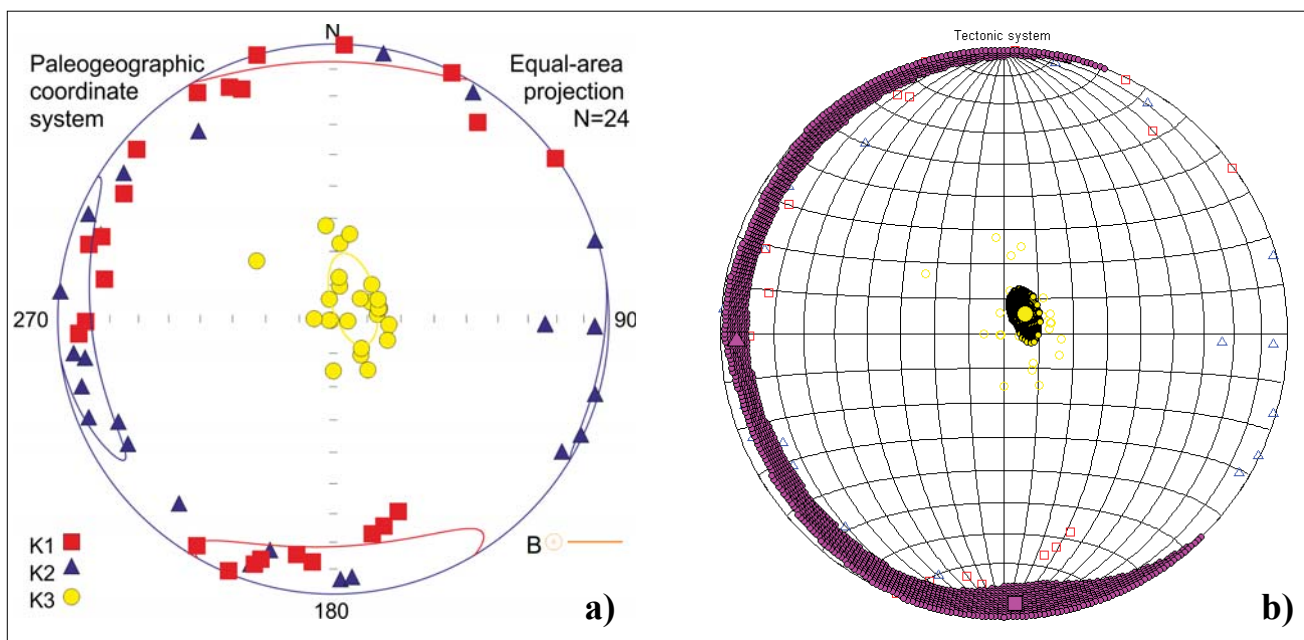 N
Paleogeographic
coordinate
system
Equal-area
projection
N=24
270
90
180
K1
K2
K3
B
a)
Tectonic system
b)